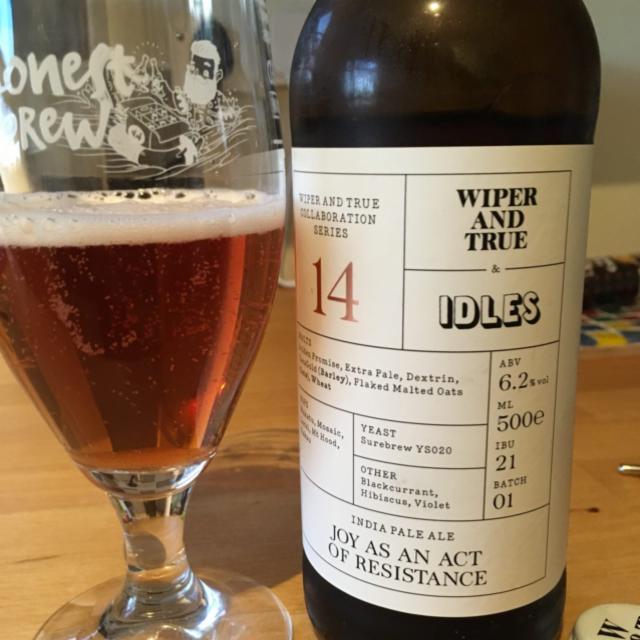 onest
Brew
WIPER AND TRUE
COLLABORATION
SERIES
14
WIPER
AND
TRUE
&
IDLES
Promise, Extra Pale, Dextrin,
(Barley), Flaked Malted Oats
Wheat
Mosaic,
Mt Hood,
YEAST
Surebrew YS020
OTHER
Blackcurrant,
Hibiscus, Violet
ABV
6.2% vol
ML
500e
IBU
21
BATCH
01
INDIA PALE ALE
JOY AS AN ACT
OF RESISTANCE
W